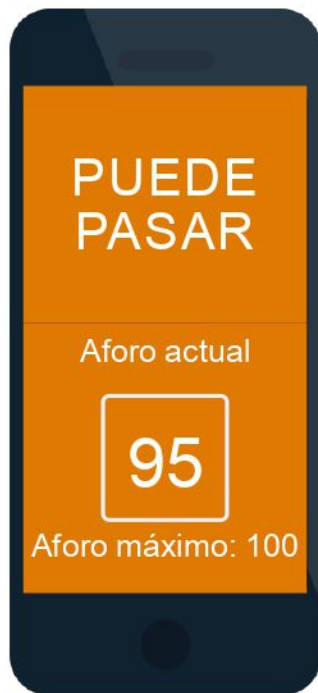 PUEDE
PASAR
Aforo actual
95
Aforo máximo: 100